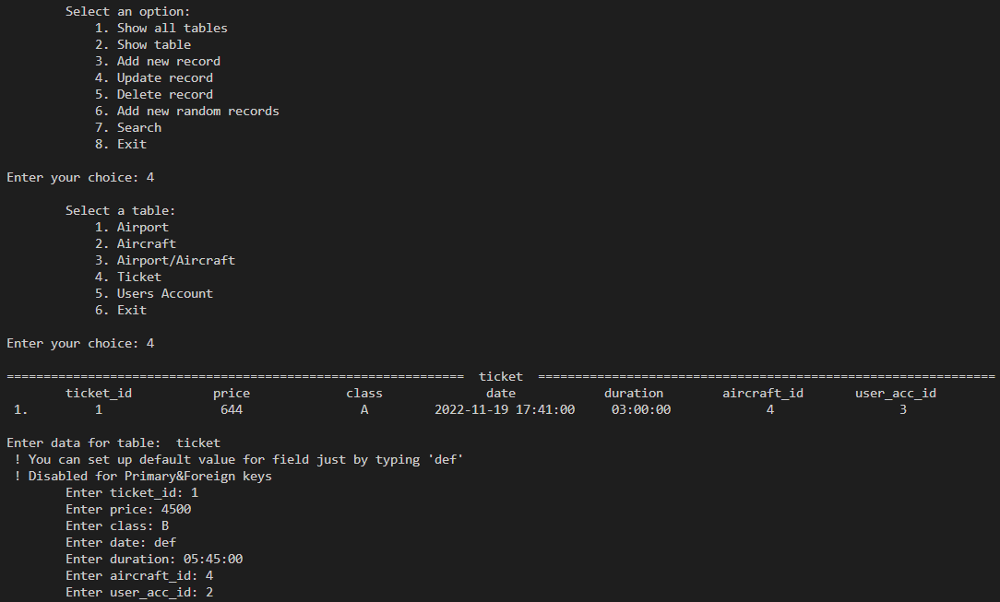 Select an option:
1. Show all tables
2. Show table
3. Add new record
4. Update record
5. Delete record
6. Add new random records
7. Search
8. Exit
Enter your choice: 4
Select a table:
1. Airport
2. Aircraft
3. Airport/Aircraft
4. Ticket
5. Users Account
6. Exit
Enter your choice: 4
============================================================== ticket ==============================================================
ticket_id price class date duration aircraft_id user_acc_id
1. 1 644 A 2022-11-19 17:41:00 03:00:00 4 3
Enter data for table: ticket
! You can set up default value for field just by typing 'def'
! Disabled for Primary&Foreign keys
Enter ticket_id: 1
Enter price: 4500
Enter class: B
Enter date: def
Enter duration: 05:45:00
Enter aircraft_id: 4
Enter user_acc_id: 2